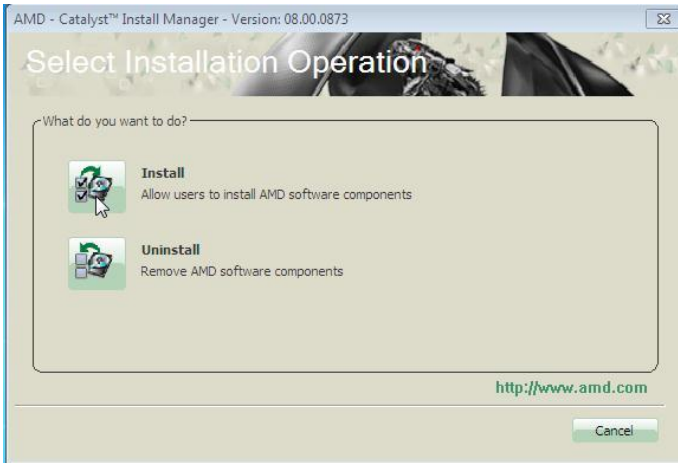 AMD - Catalyst™ Install Manager - Version: 08.00.0873
Select Installation Operation
What do you want to do?
Install
Allow users to install AMD software components
Uninstall
Remove AMD software components
http://www.amd.com
Cancel